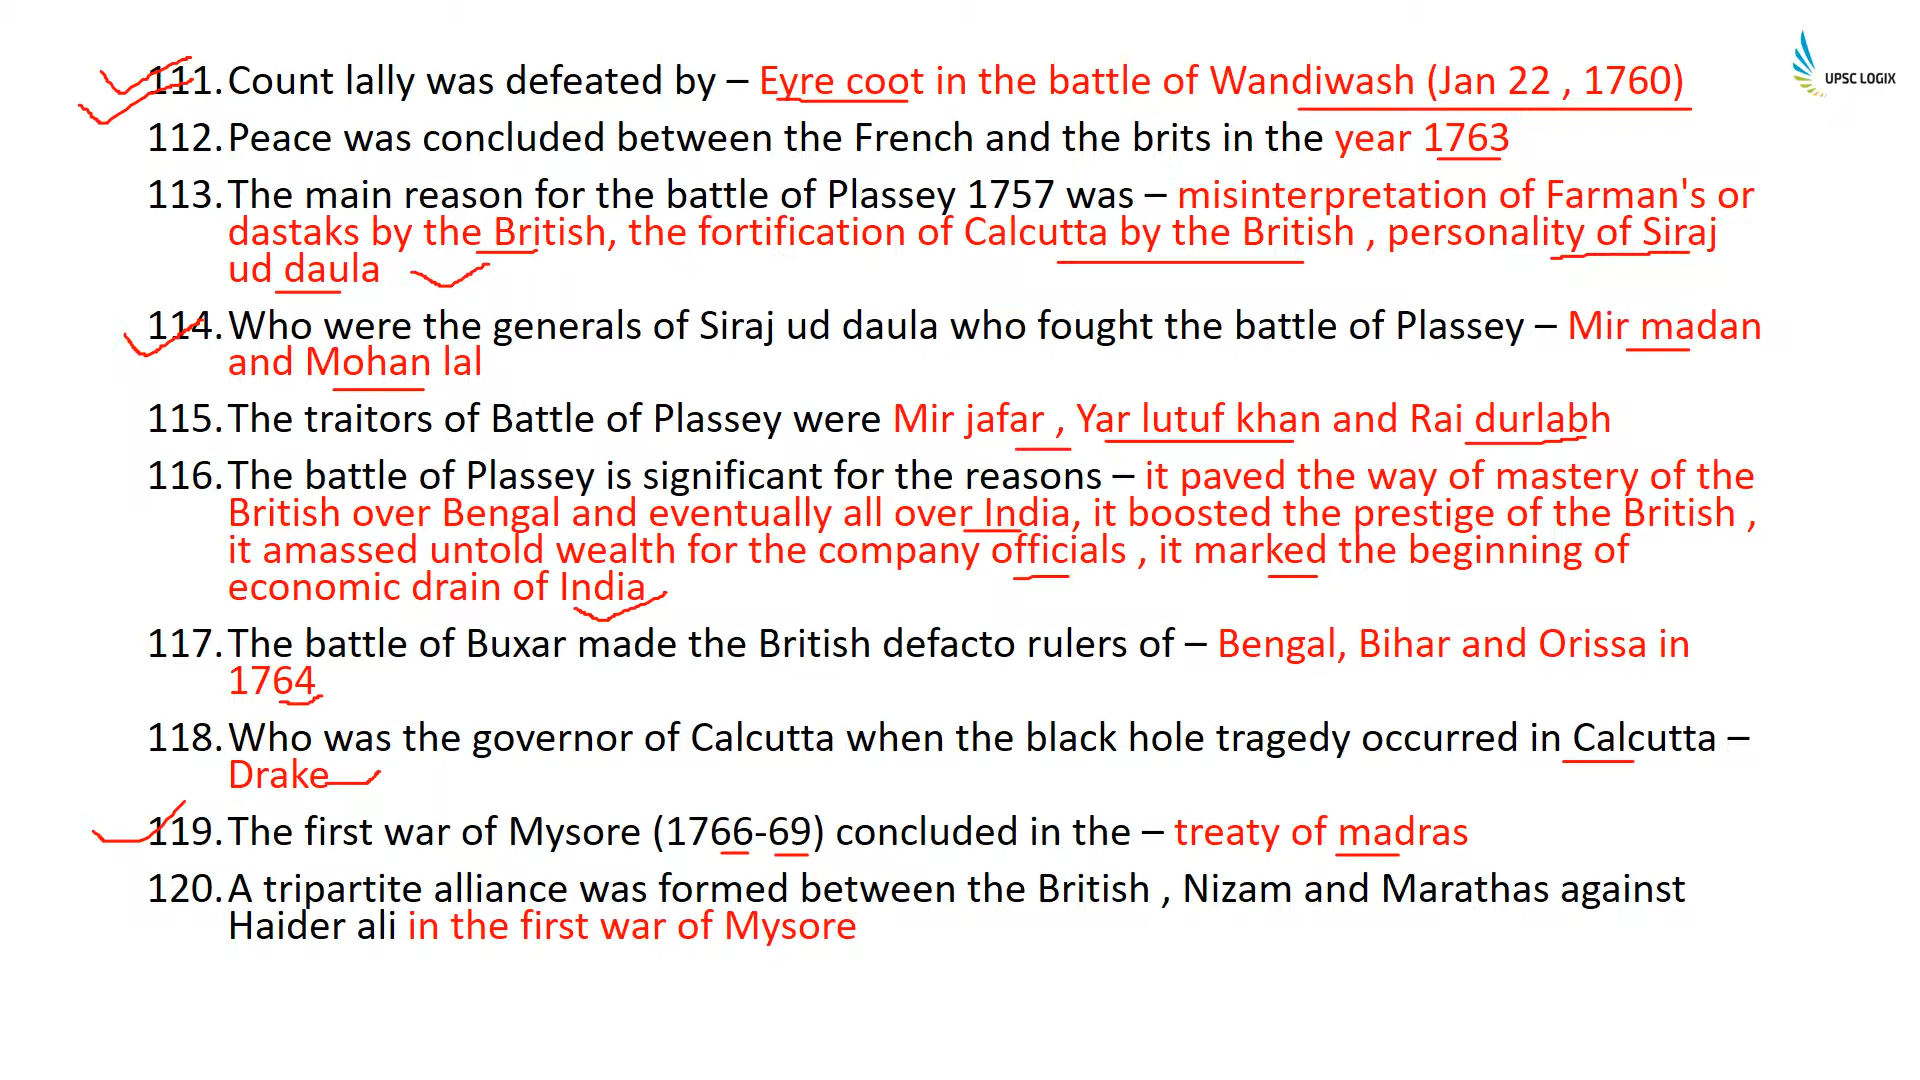 UPSC LOGIX
111. Count lally was defeated by – Eyre coot in the battle of Wandiwash (Jan 22 , 1760)
112. Peace was concluded between the French and the brits in the year 1763
113. The main reason for the battle of Plassey 1757 was – misinterpretation of Farman's or
dastaks by the British, the fortification of Calcutta by the British , personality of Siraj
ud daula
114. Who were the generals of Siraj ud daula who fought the battle of Plassey – Mir madan
and Mohan lal
115. The traitors of Battle of Plassey were Mir jafar , Yar lutuf khan and Rai durlabh
116. The battle of Plassey is significant for the reasons – it paved the way of mastery of the
British over Bengal and eventually all over India, it boosted the prestige of the British ,
it amassed untold wealth for the company officials , it marked the beginning of
economic drain of India
117. The battle of Buxar made the British defacto rulers of – Bengal, Bihar and Orissa in
1764
118. Who was the governor of Calcutta when the black hole tragedy occurred in Calcutta –
Drake
119. The first war of Mysore (1766-69) concluded in the – treaty of madras
120. A tripartite alliance was formed between the British , Nizam and Marathas against
Haider ali in the first war of Mysore